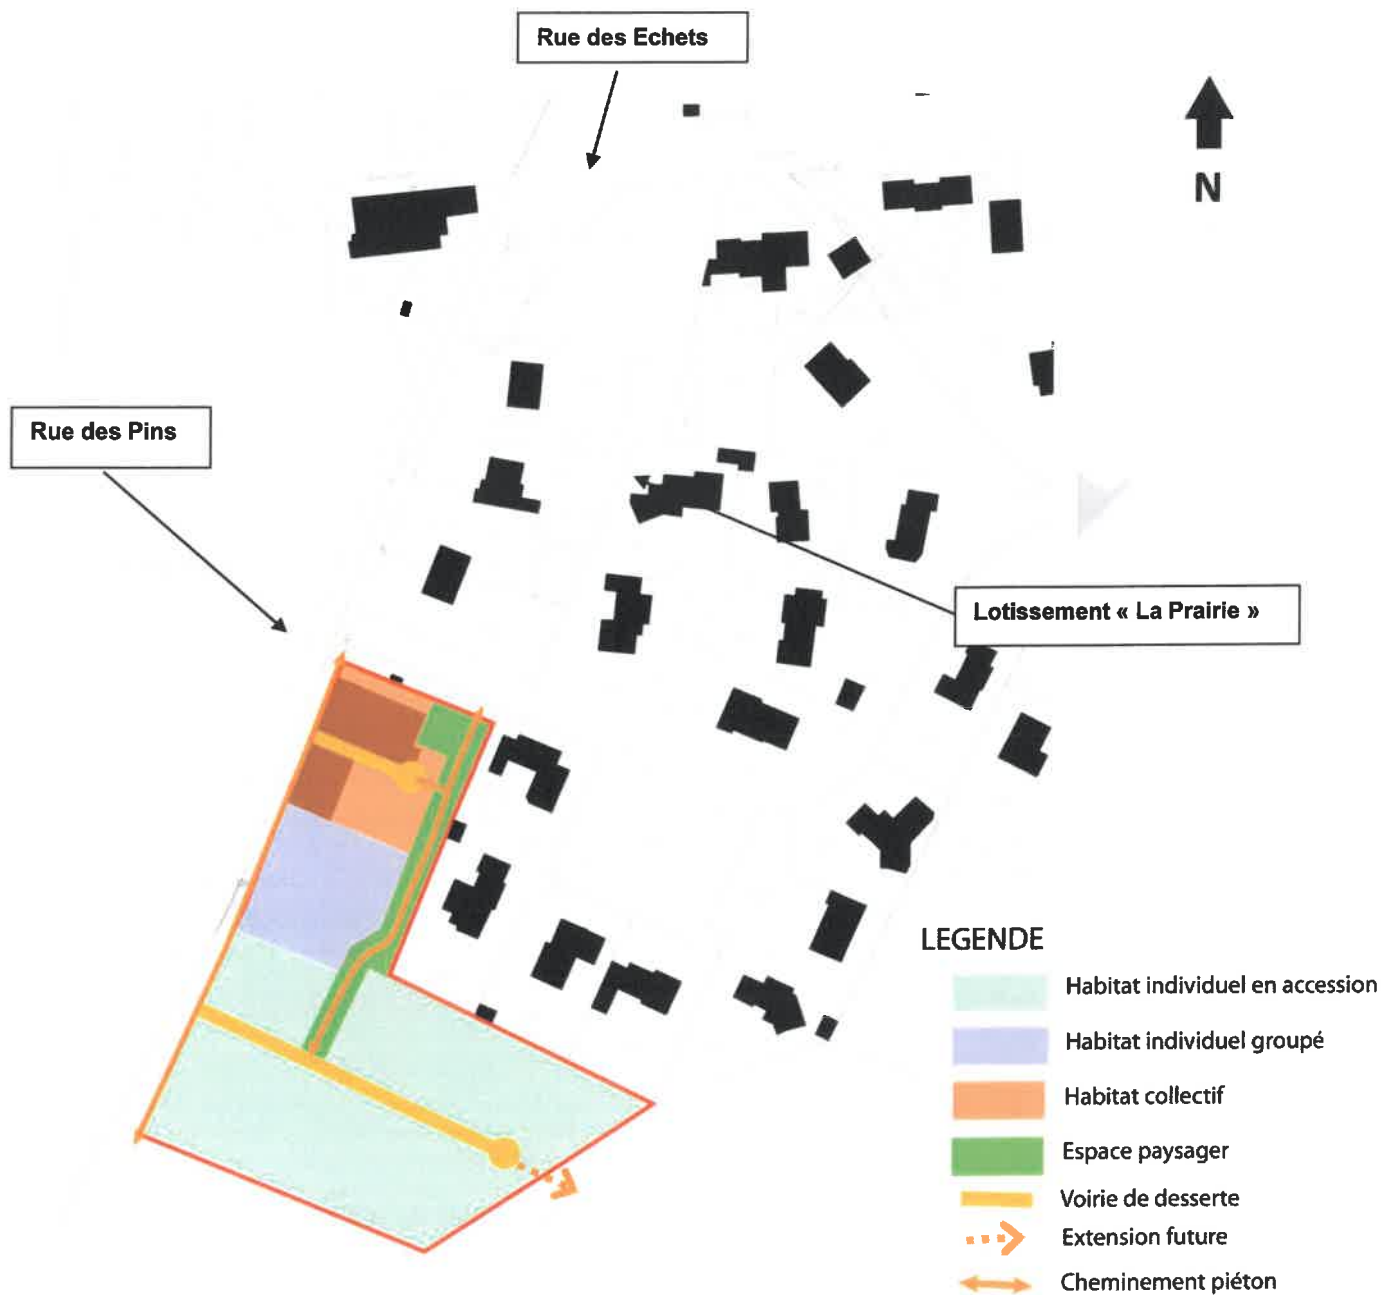 Rue des Echets
N
Rue des Pins
Lotissement « La Prairie »
LEGENDE
Habitat individuel en accession
Habitat individuel groupé
Habitat collectif
Espace paysager
Voirie de desserte
Extension future
Cheminement piéton